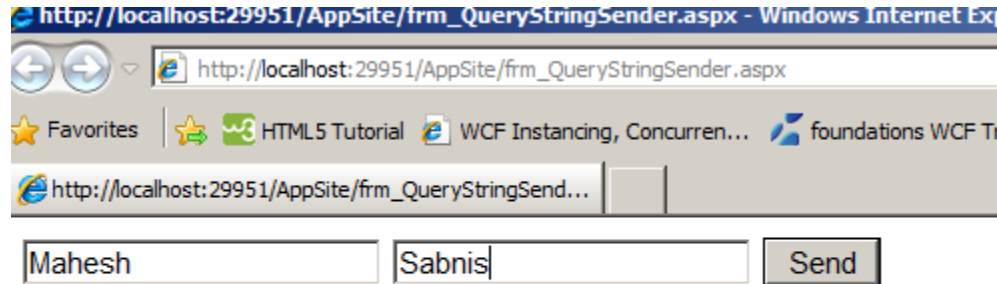 http://localhost:29951/AppSite/frm_QueryStringSender.aspx - Windows Internet Exp
http://localhost:29951/AppSite/frm_QueryStringSender.aspx
Favorites HTML5 Tutorial WCF Instancing, Concurren... foundations WCF Tr
http://localhost:29951/AppSite/frm_QueryStringSend...
Mahesh Sabnis Send